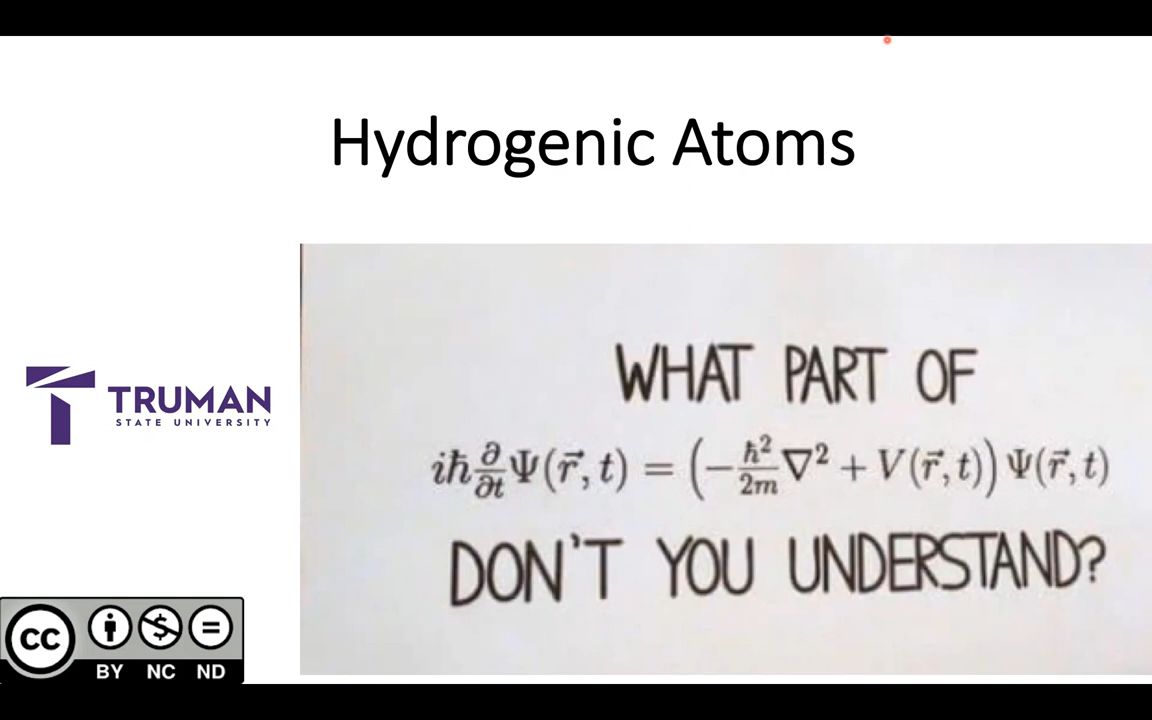 Hydrogenic Atoms
WHAT PART OF
iħ ∂/∂t Ψ(r⃗, t) = (−ħ²/2m ∇² + V(r⃗, t)) Ψ(r⃗, t)
DON'T YOU UNDERSTAND?
TRUMAN
STATE UNIVERSITY
CC
BY NC ND